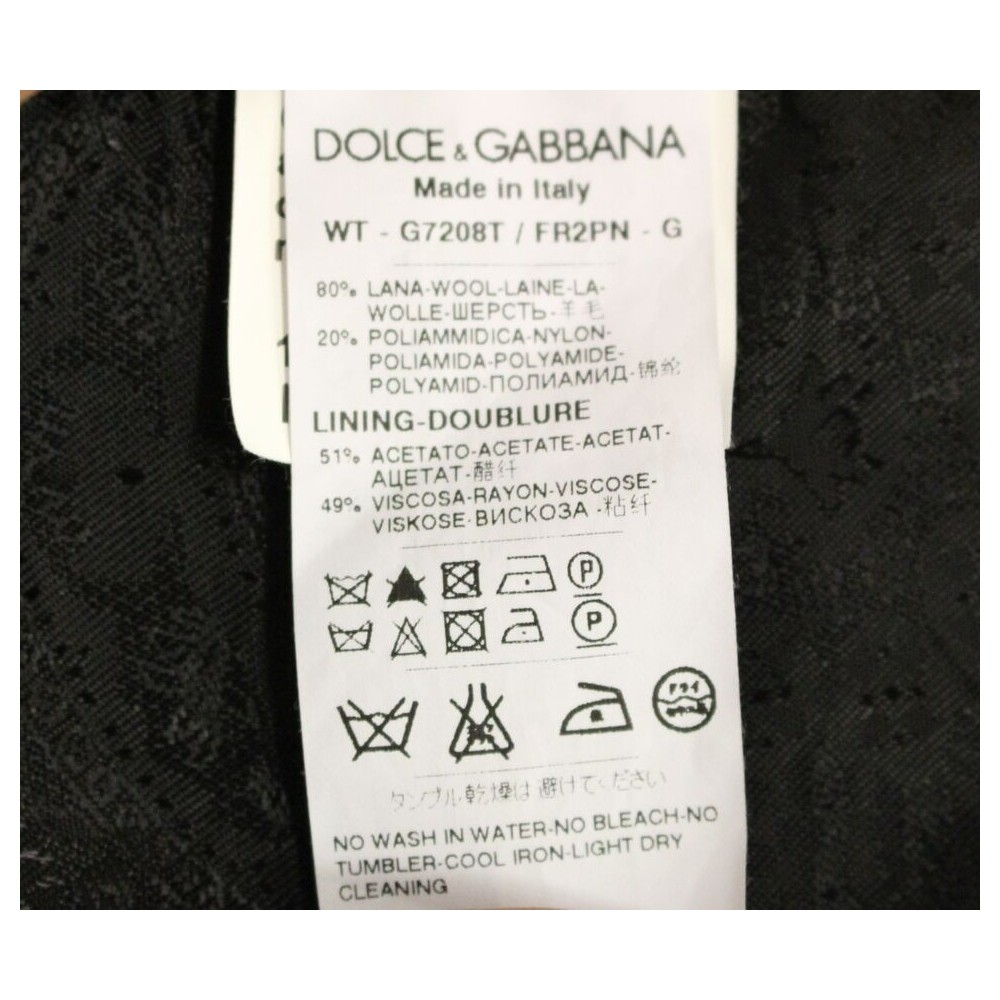 DOLCE & GABBANA
Made in Italy
WT - G7208T / FR2PN - G
80% LANA-WOOL-LAINE-LA-
WOLLE-ШЕРСТЬ-羊毛
20% POLIAMMIDICA-NYLON-
POLIAMIDA-POLYAMIDE-
POLYAMID-ПОЛИАМИД-锦纶
LINING-DOUBLURE
51% ACETATO-ACETATE-ACETAT-
АЦЕТАТ-醋纤
49% VISCOSA-RAYON-VISCOSE-
VISKOSE-ВИСКОЗА-粘纤
P
P
ドライ
タンブル乾燥は避けてください
NO WASH IN WATER-NO BLEACH-NO
TUMBLER-COOL IRON-LIGHT DRY
CLEANING